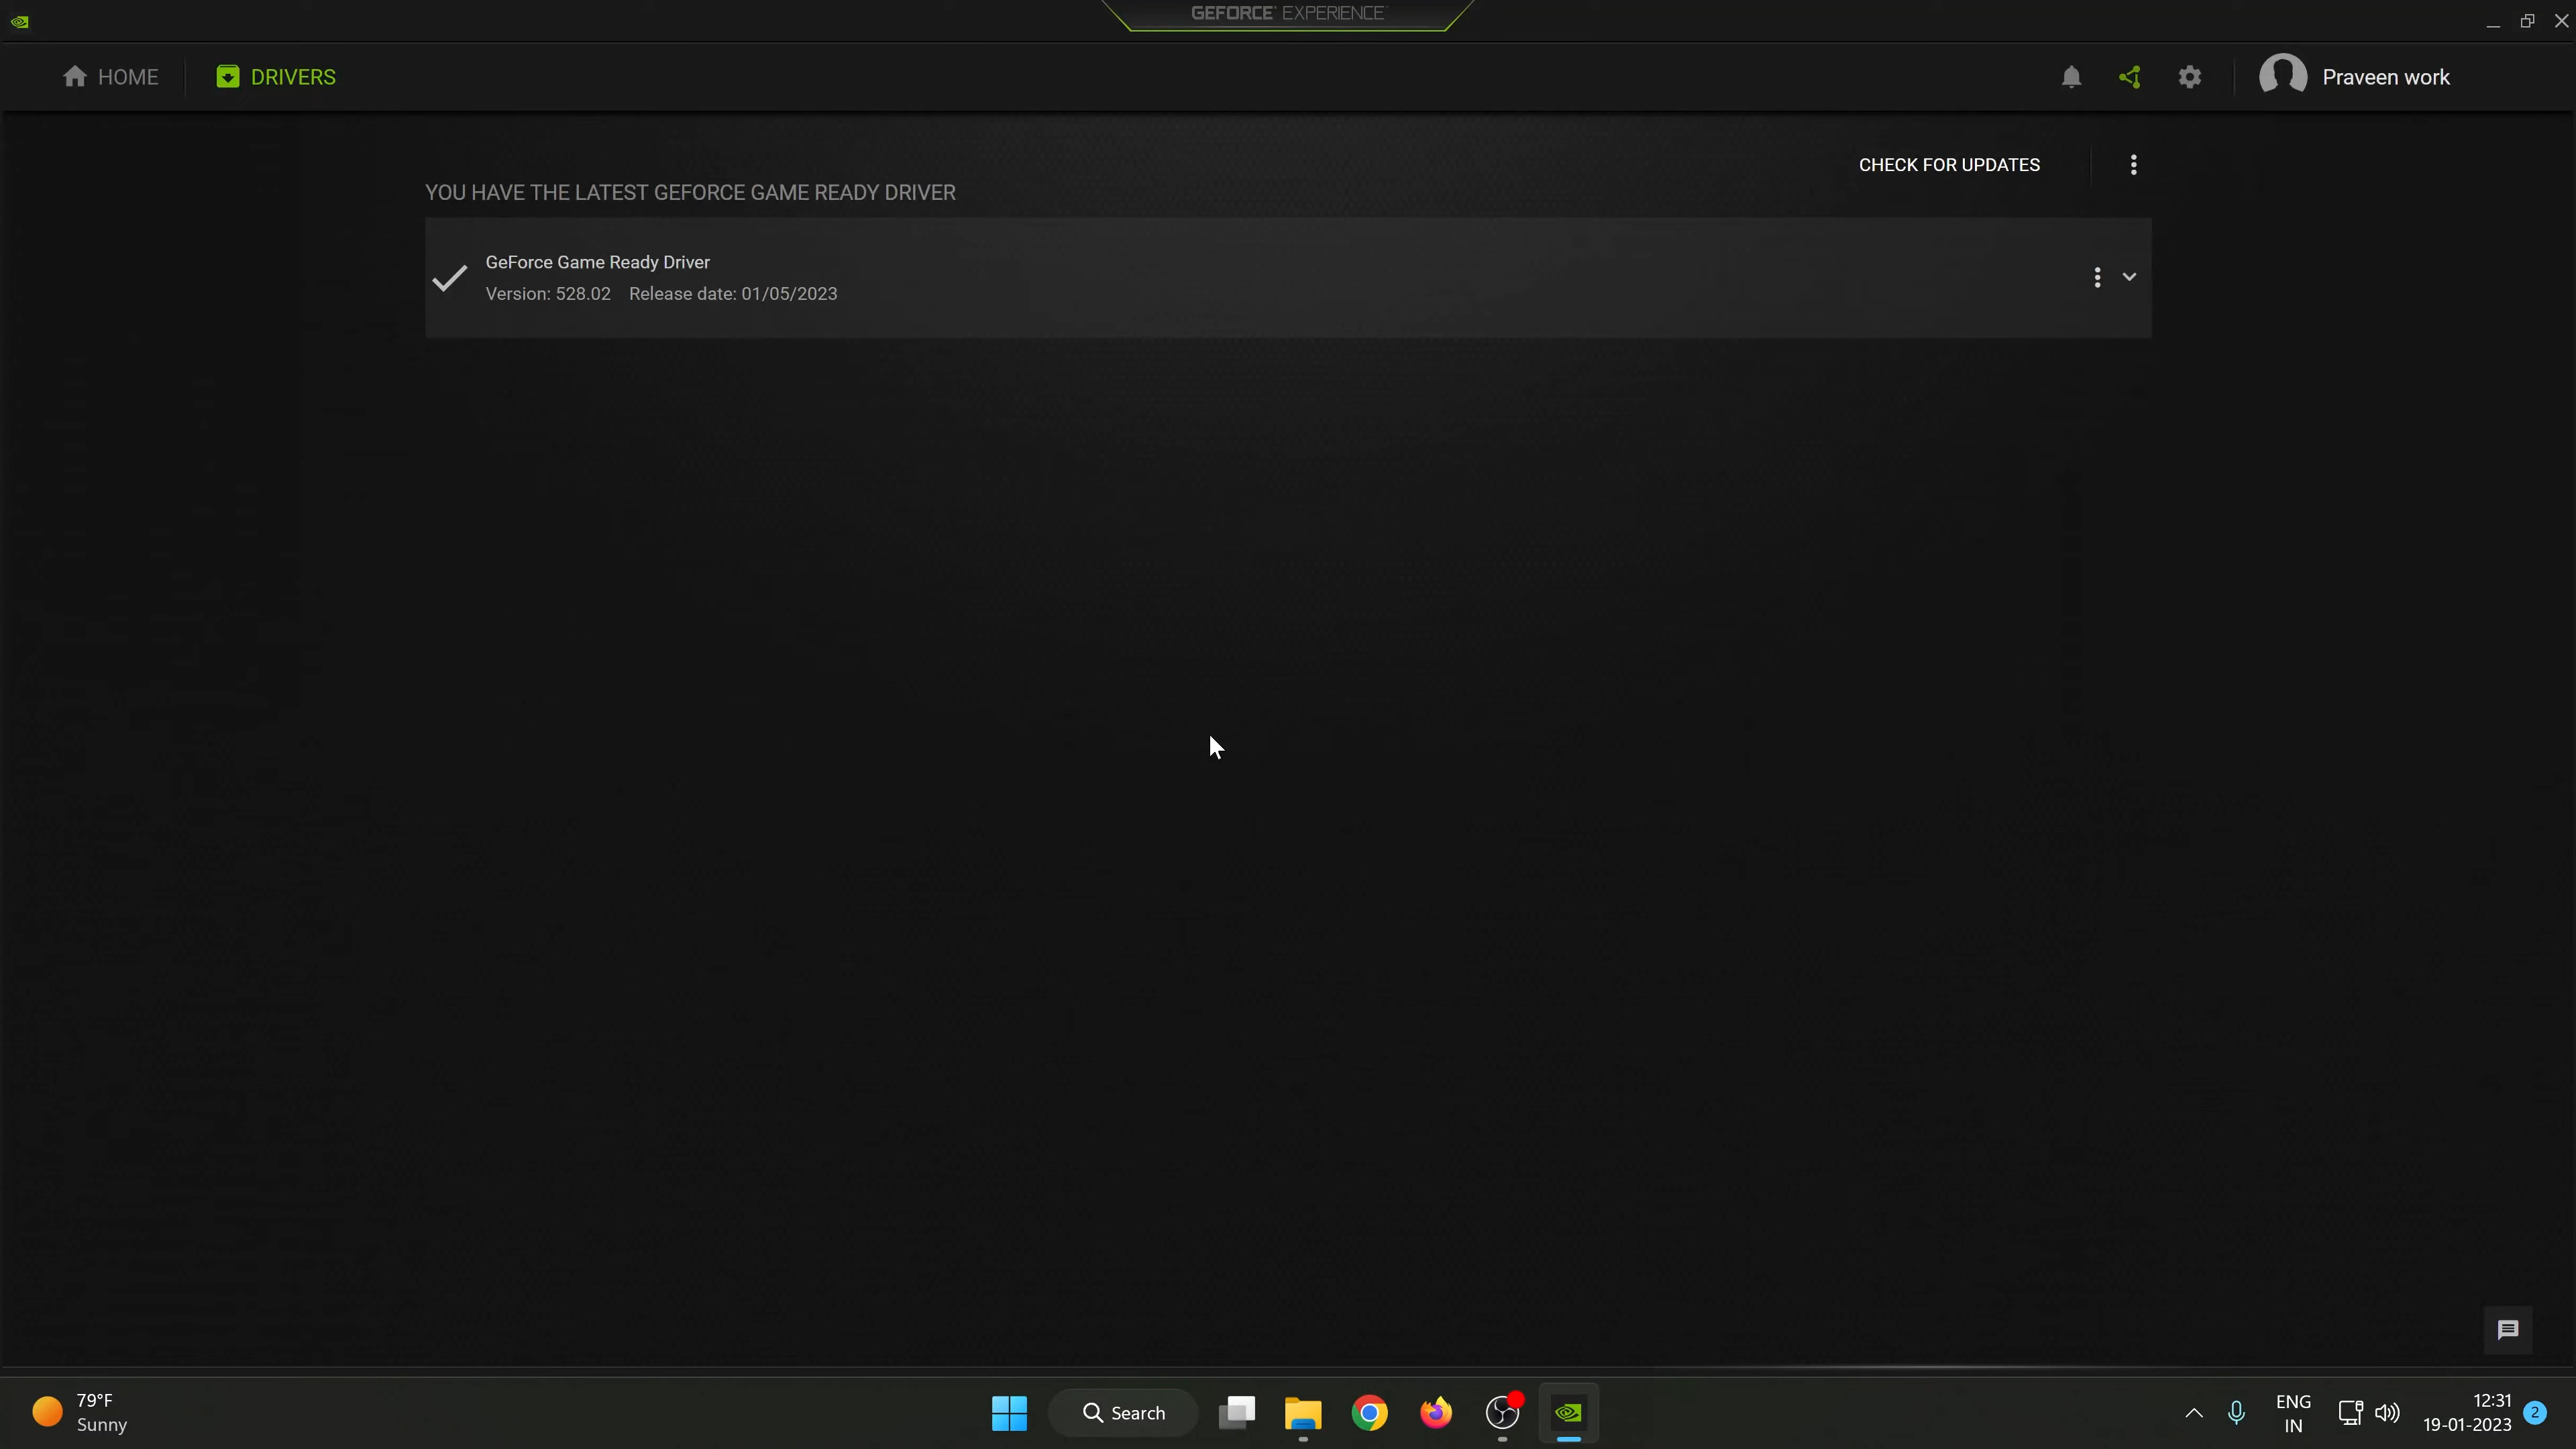 GEFORCE® EXPERIENCE™
HOME
DRIVERS
Praveen work
CHECK FOR UPDATES
YOU HAVE THE LATEST GEFORCE GAME READY DRIVER
GeForce Game Ready Driver
Version: 528.02 Release date: 01/05/2023
79°F
Sunny
Search
ENG
IN
12:31
19-01-2023
2